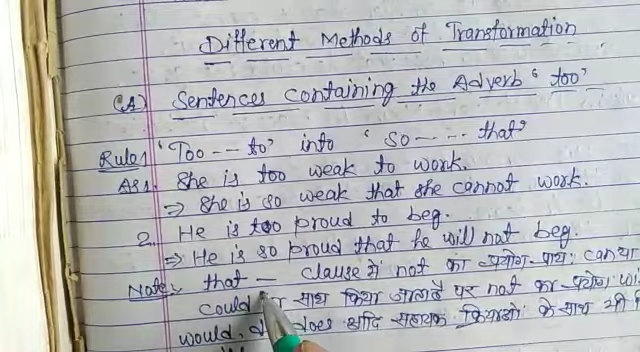 Different Methods of Transformation
(A) Sentences containing the Adverb 'too'
Rule 1 'Too --- to' into 'so ---- that'
Ass 1. She is too weak to work.
⇒ She is so weak that she cannot work.
2. He is too proud to beg.
⇒ He is so proud that he will not beg.
Note:- that — clause में not का प्रयोग प्राय: can या
could साथ किया जाता है पर not का प्रयोग
would, does आदि सहायक क्रियाओं के साथ भी